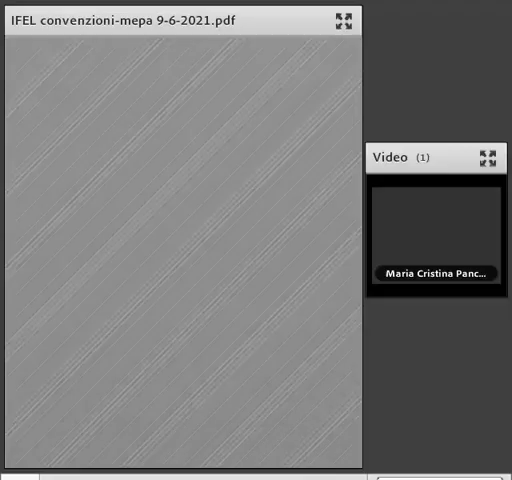 IFEL convenzioni-mepa 9-6-2021.pdf
Video (1)
Maria Cristina Panc...